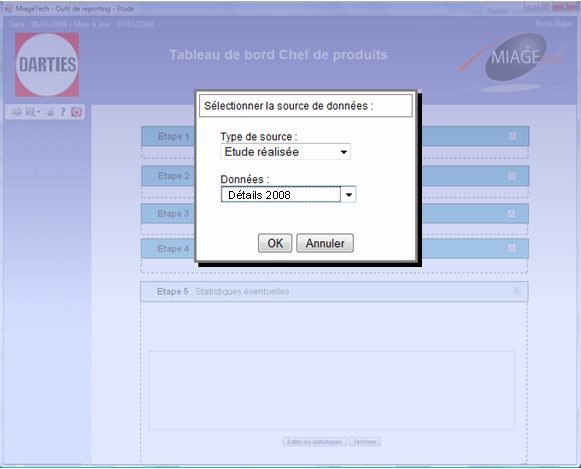 MiageTech - Outil de reporting - Etude
Date : 06/01/2009 | Mise à jour : 01/01/2008
René Bablé
DARTIES
Tableau de bord Chef de produits
MIAGE
Sélectionner la source de données :
Type de source :
Etude réalisée
Données :
Détails 2008
OK Annuler
Etape 1
Etape 2
Etape 3
Etape 4
Etape 5 : Statistiques éventuelles
Editer les statistiques Terminer